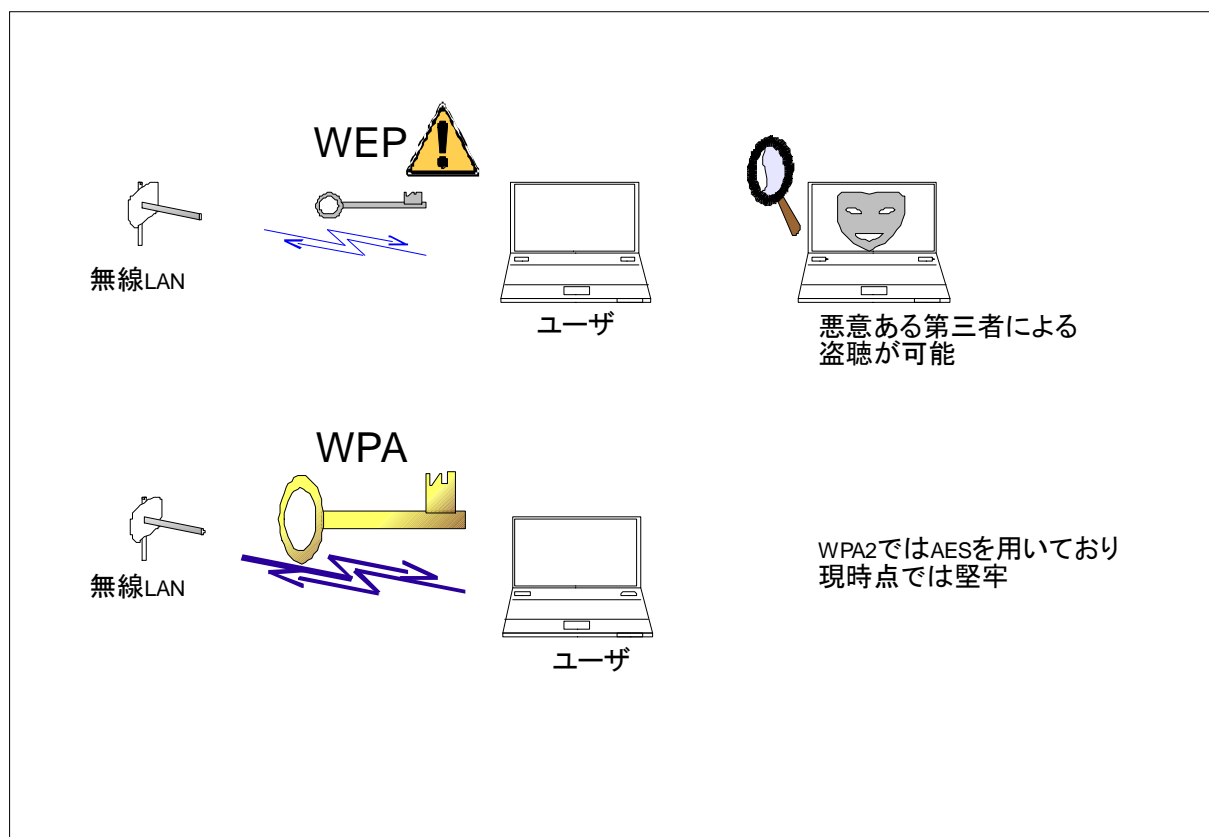 WEP
無線LAN
ユーザ
悪意ある第三者による
盗聴が可能
WPA
無線LAN
ユーザ
WPA2ではAESを用いており
現時点では堅牢